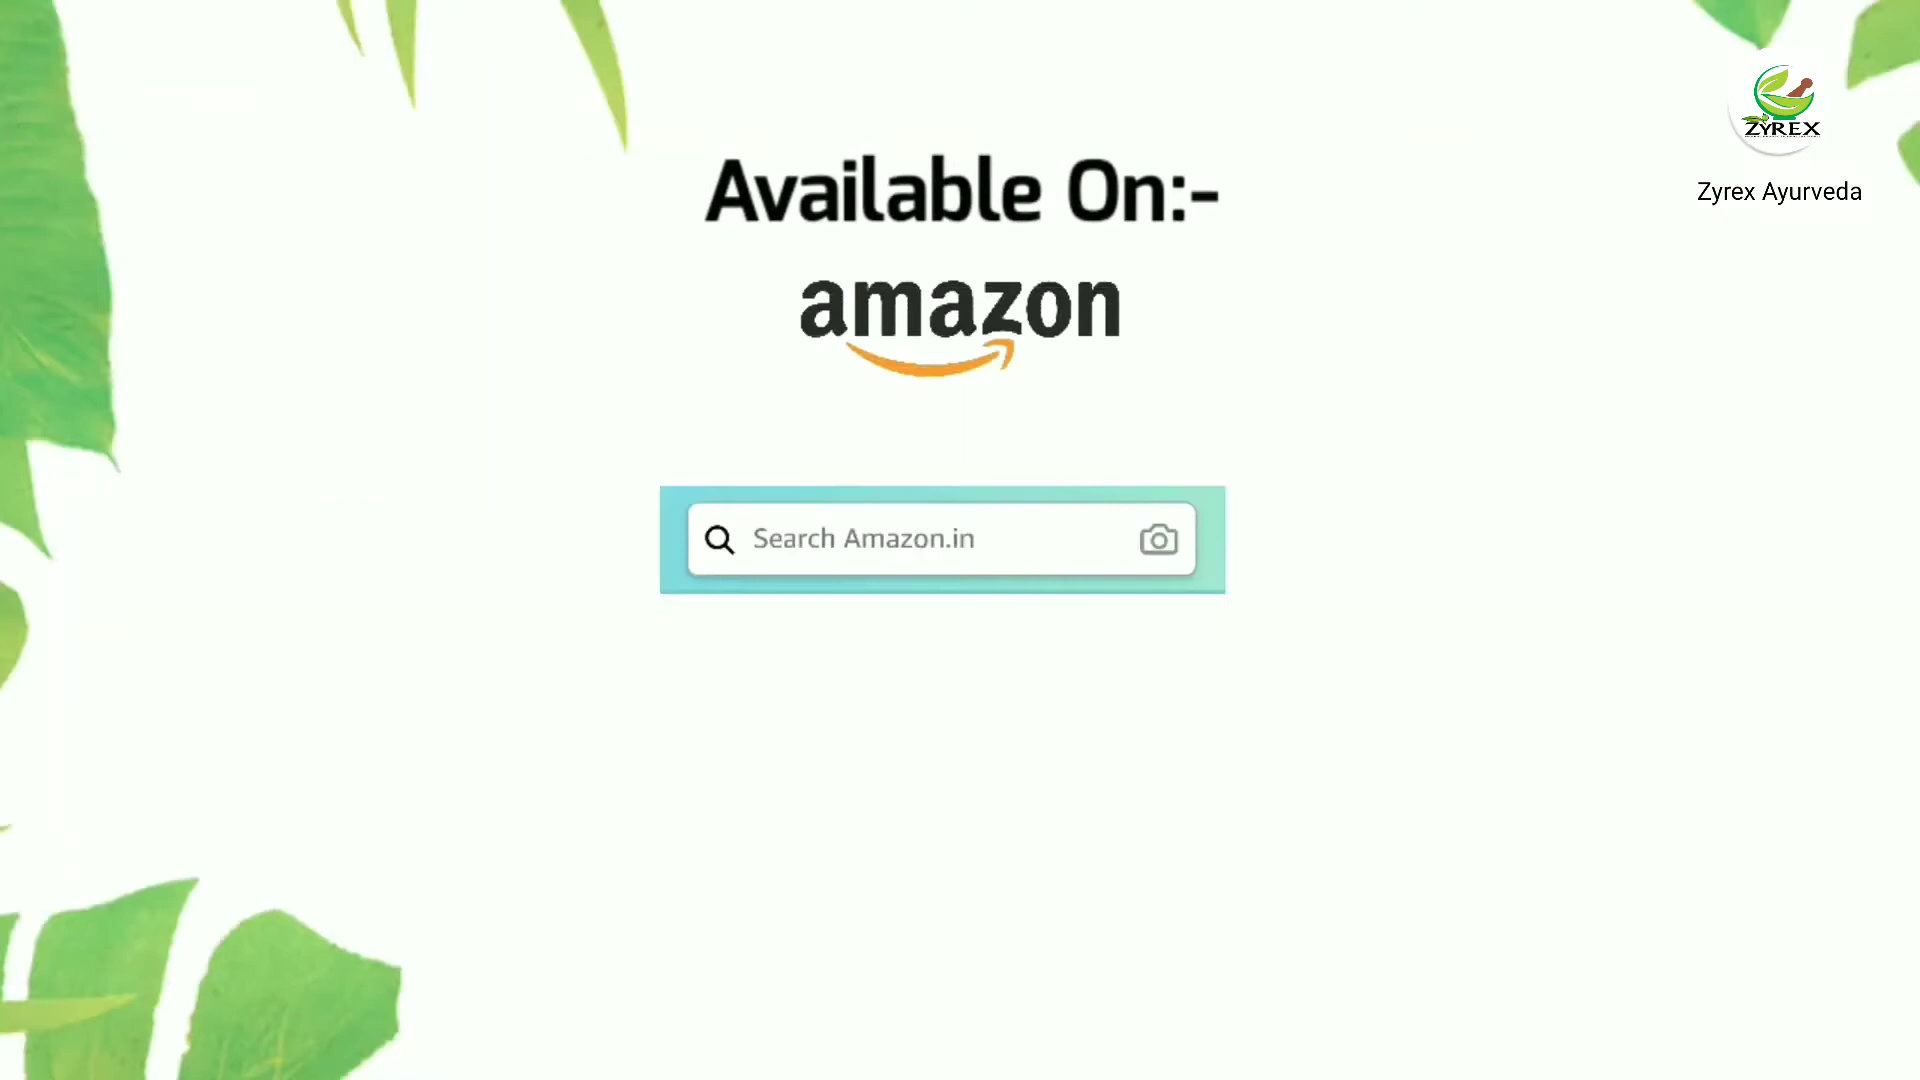 Available On:-
amazon
Search Amazon.in
ZYREX
Zyrex Ayurveda